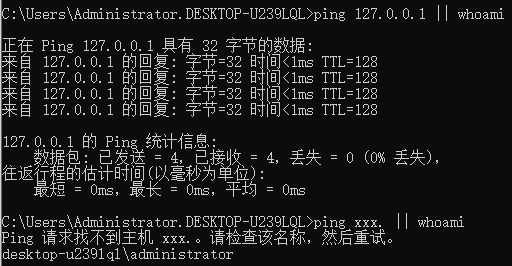 C:\Users\Administrator.DESKTOP-U239LQL>ping 127.0.0.1 || whoami
正在 Ping 127.0.0.1 具有 32 字节的数据:
来自 127.0.0.1 的回复: 字节=32 时间<1ms TTL=128
来自 127.0.0.1 的回复: 字节=32 时间<1ms TTL=128
来自 127.0.0.1 的回复: 字节=32 时间<1ms TTL=128
来自 127.0.0.1 的回复: 字节=32 时间<1ms TTL=128
127.0.0.1 的 Ping 统计信息:
数据包: 已发送 = 4，已接收 = 4，丢失 = 0 (0% 丢失)，
往返行程的估计时间(以毫秒为单位):
最短 = 0ms，最长 = 0ms，平均 = 0ms
C:\Users\Administrator.DESKTOP-U239LQL>ping xxx. || whoami
Ping 请求找不到主机 xxx.。请检查该名称，然后重试。
desktop-u239lql\administrator